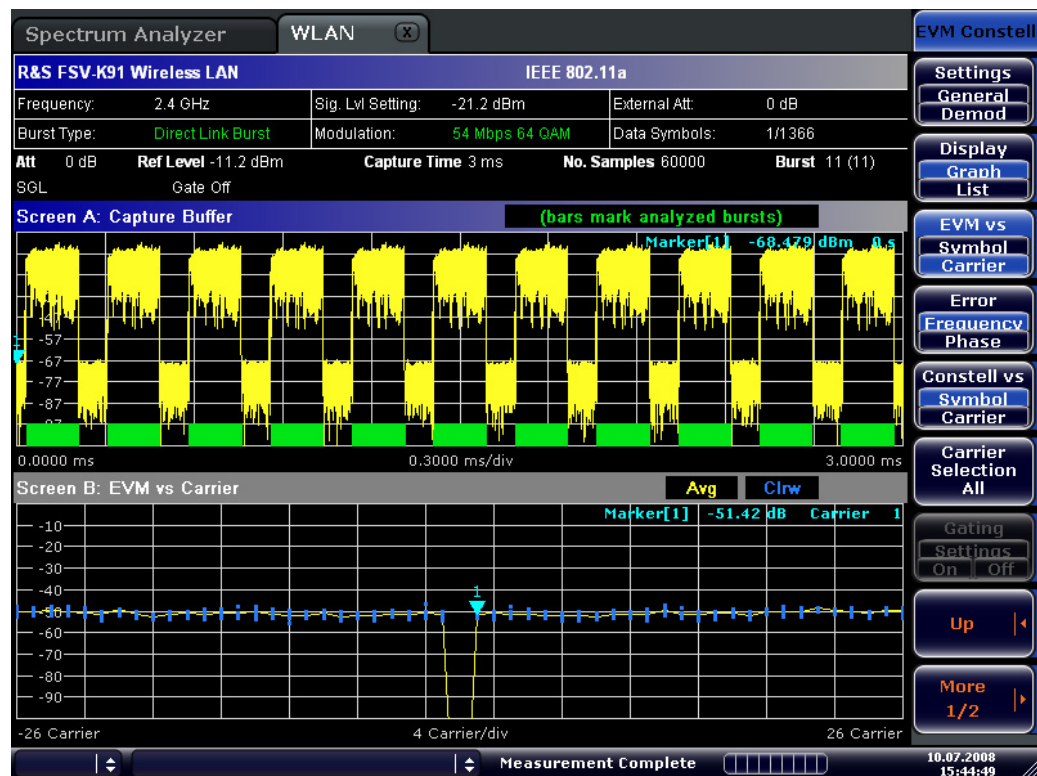 Spectrum Analyzer WLAN X
EVM Constell
R&S FSV-K91 Wireless LAN IEEE 802.11a
Frequency: 2.4 GHz Sig. Lvl Setting: -21.2 dBm External Att: 0 dB
Burst Type: Direct Link Burst Modulation: 54 Mbps 64 QAM Data Symbols: 1/1366
Att 0 dB Ref Level -11.2 dBm Capture Time 3 ms No. Samples 60000 Burst 11 (11)
SGL Gate Off
Screen A: Capture Buffer (bars mark analyzed bursts)
Marker[1] -68.479 dBm 0 s
-47
1
-57
-67
-77
-87
-97
0.0000 ms 0.3000 ms/div 3.0000 ms
Screen B: EVM vs Carrier Avg Clrw
Marker[1] -51.42 dB Carrier 1
-10
-20
-30
-40
1
-50
-60
-70
-80
-90
-26 Carrier 4 Carrier/div 26 Carrier
Measurement Complete
Settings
General
Demod
Display
Graph
List
EVM vs
Symbol
Carrier
Error
Frequency
Phase
Constell vs
Symbol
Carrier
Carrier
Selection
All
Gating
Settings
On Off
Up
More
1/2
10.07.2008
15:44:49